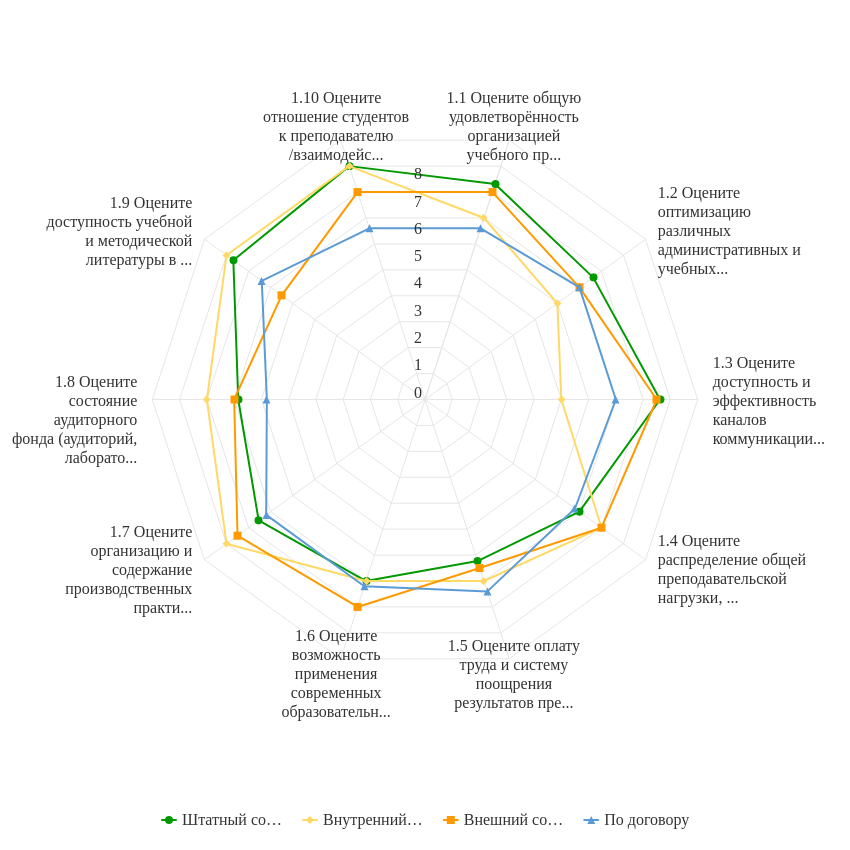 1.10 Оцените
отношение студентов
к преподавателю
/взаимодейс...
1.1 Оцените общую
удовлетворённость
организацией
учебного пр...
1.2 Оцените
оптимизацию
различных
административных и
учебных...
1.3 Оцените
доступность и
эффективность
каналов
коммуникации...
1.4 Оцените
распределение общей
преподавательской
нагрузки, ...
1.5 Оцените оплату
труда и систему
поощрения
результатов пре...
1.6 Оцените
возможность
применения
современных
образовательн...
1.7 Оцените
организацию и
содержание
производственных
практи...
1.8 Оцените
состояние
аудиторного
фонда (аудиторий,
лаборато...
1.9 Оцените
доступность учебной
и методической
литературы в ...
8
7
6
5
4
3
2
1
0
Штатный со… Внутренний… Внешний со… По договору